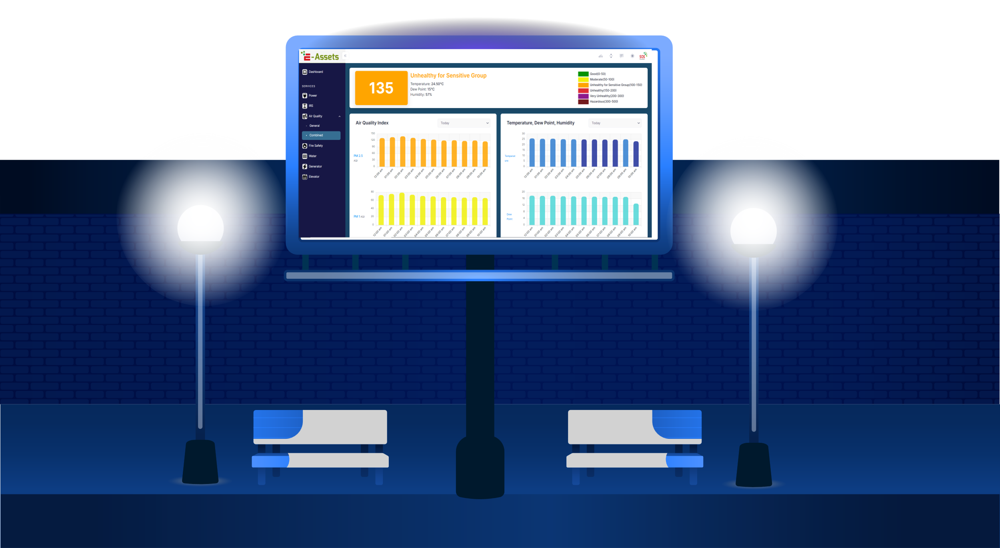 E-Assets
SOS
Dashboard
SERVICES
Power
IRS
Air Quality
General
Combined
Fire Safety
Water
Generator
Elevator
135
Unhealthy for Sensitive Group
Temperature: 24.50°C
Dew Point: 15°C
Humidity: 57%
Good(0-50)
Moderate(50-100)
Unhealthy for Sensitive Group(100-150)
Unhealthy(150-200)
Very Unhealthy(200-300)
Hazardous(300-500)
Air Quality Index
Today
150
120
90
60
30
0
PM 2.5
AQI
12:00 am 01:00 am 02:00 am 03:00 am 04:00 am 05:00 am 06:00 am 07:00 am 08:00 am 09:00 am 10:00 am
80
60
40
20
0
PM 1 AQI
12:00 am 01:00 am 02:00 am 03:00 am 04:00 am 05:00 am 06:00 am 07:00 am 08:00 am 09:00 am 10:00 am
Temperature, Dew Point, Humidity
Today
30
25
20
15
10
5
0
Temperat
ure
12:00 am 01:00 am 02:00 am 03:00 am 04:00 am 05:00 am 06:00 am 07:00 am 08:00 am 09:00 am 10:00 am
20
16
12
8
4
0
Dew
Point
12:00 am 01:00 am 02:00 am 03:00 am 04:00 am 05:00 am 06:00 am 07:00 am 08:00 am 09:00 am 10:00 am